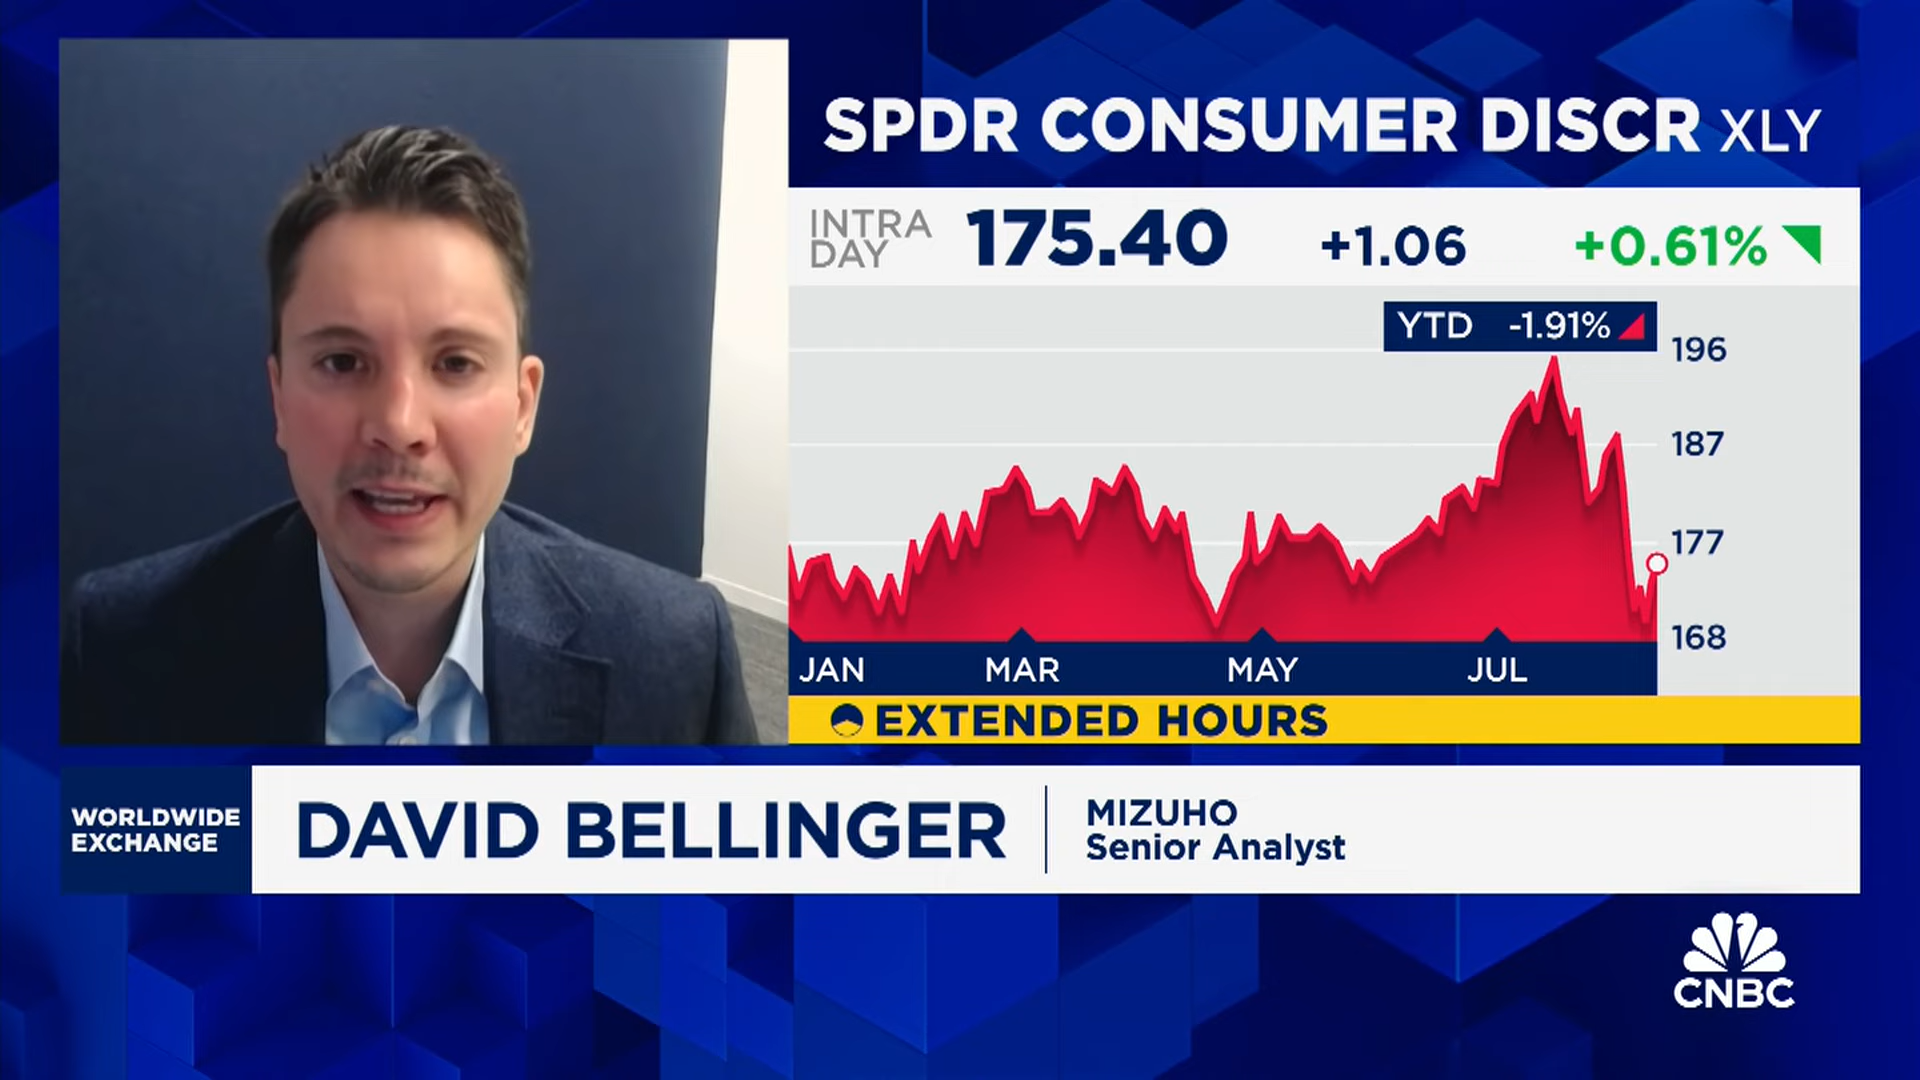 SPDR CONSUMER DISCR XLY
INTRA
DAY
175.40 +1.06 +0.61%
YTD -1.91%
196
187
177
168
JAN MAR MAY JUL
EXTENDED HOURS
WORLDWIDE
EXCHANGE
DAVID BELLINGER
MIZUHO
Senior Analyst
CNBC